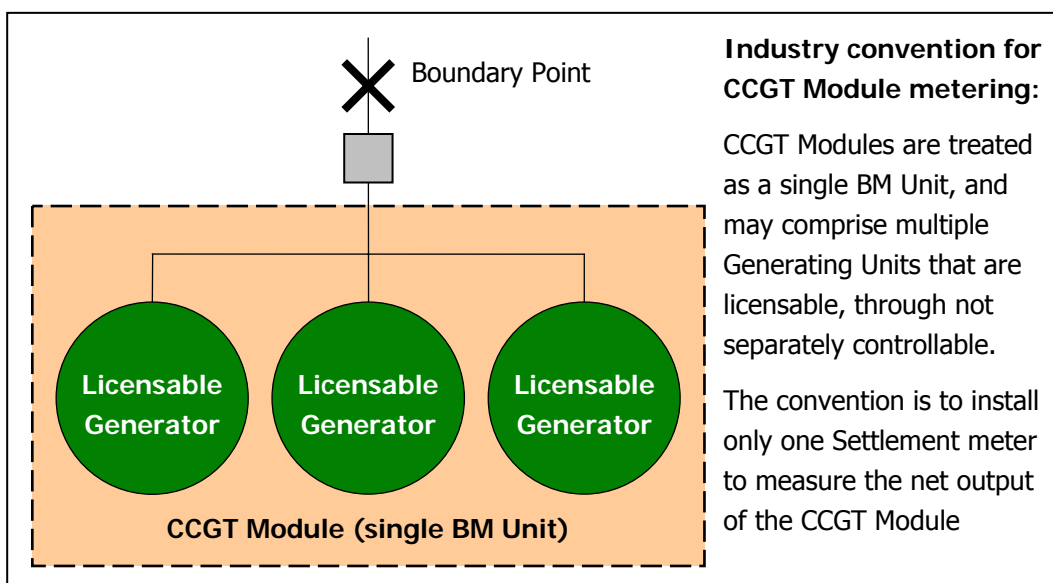 Boundary Point
Licensable
Generator
Licensable
Generator
Licensable
Generator
CCGT Module (single BM Unit)
Industry convention for
CCGT Module metering:
CCGT Modules are treated
as a single BM Unit, and
may comprise multiple
Generating Units that are
licensable, through not
separately controllable.
The convention is to install
only one Settlement meter
to measure the net output
of the CCGT Module